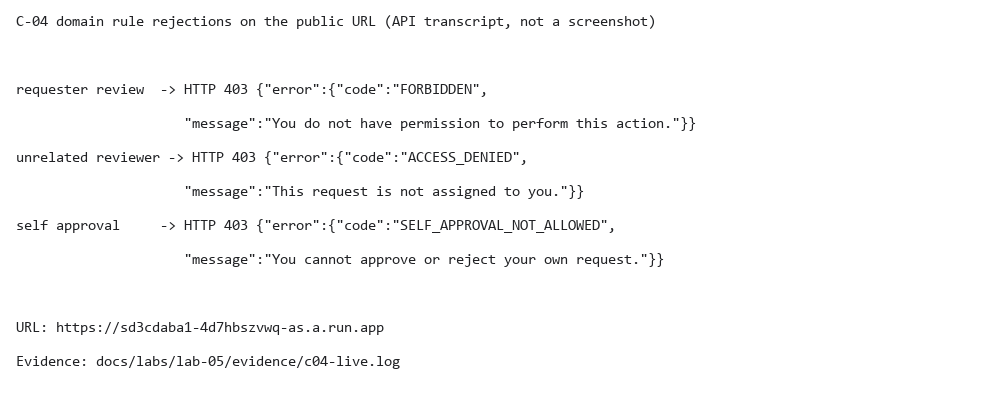 C-04 domain rule rejections on the public URL (API transcript, not a screenshot)
requester review  -> HTTP 403 {"error":{"code":"FORBIDDEN",
"message":"You do not have permission to perform this action."}}
unrelated reviewer -> HTTP 403 {"error":{"code":"ACCESS_DENIED",
"message":"This request is not assigned to you."}}
self approval     -> HTTP 403 {"error":{"code":"SELF_APPROVAL_NOT_ALLOWED",
"message":"You cannot approve or reject your own request."}}
URL: https://sd3cdaba1-4d7hbszvwq-as.a.run.app
Evidence: docs/labs/lab-05/evidence/c04-live.log